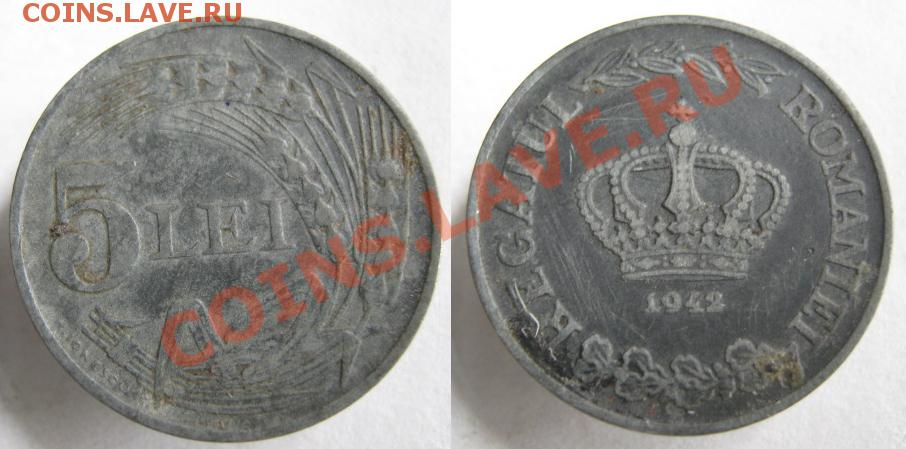 COINS.LAVE.RU
5 LEI
REGATUL ROMANIEI
1942
COINS.LAVE.RU